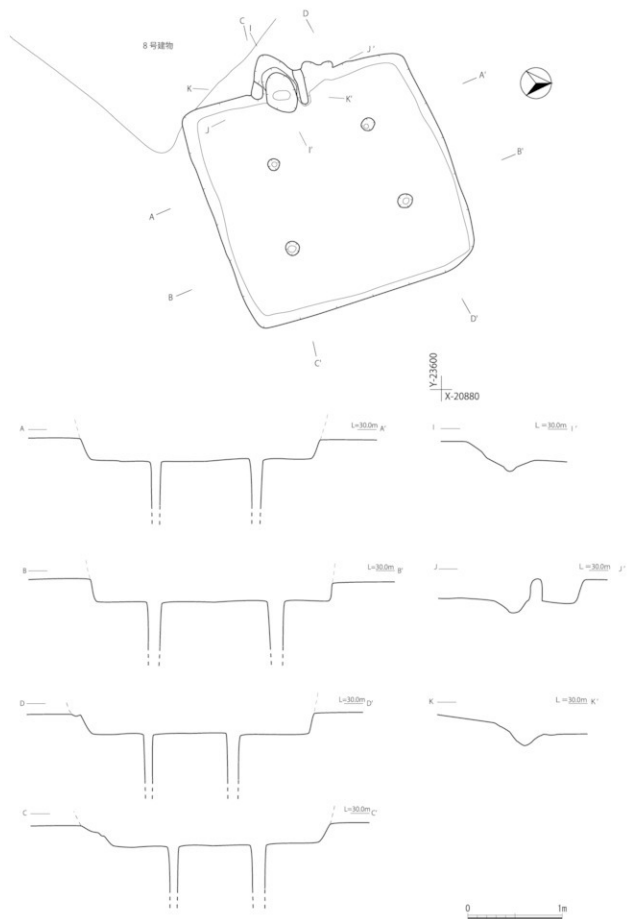 C
I
D
8号建物
J'
K
A'
K'
J
I'
B'
A
B
D'
C'
Y-23600
X-20880
A
L=30.0m A'
I
L=30.0m I'
B
L=30.0m B'
J
L=30.0m J'
D
L=30.0m D'
K
L=30.0m K'
C
L=30.0m C'
0
1m